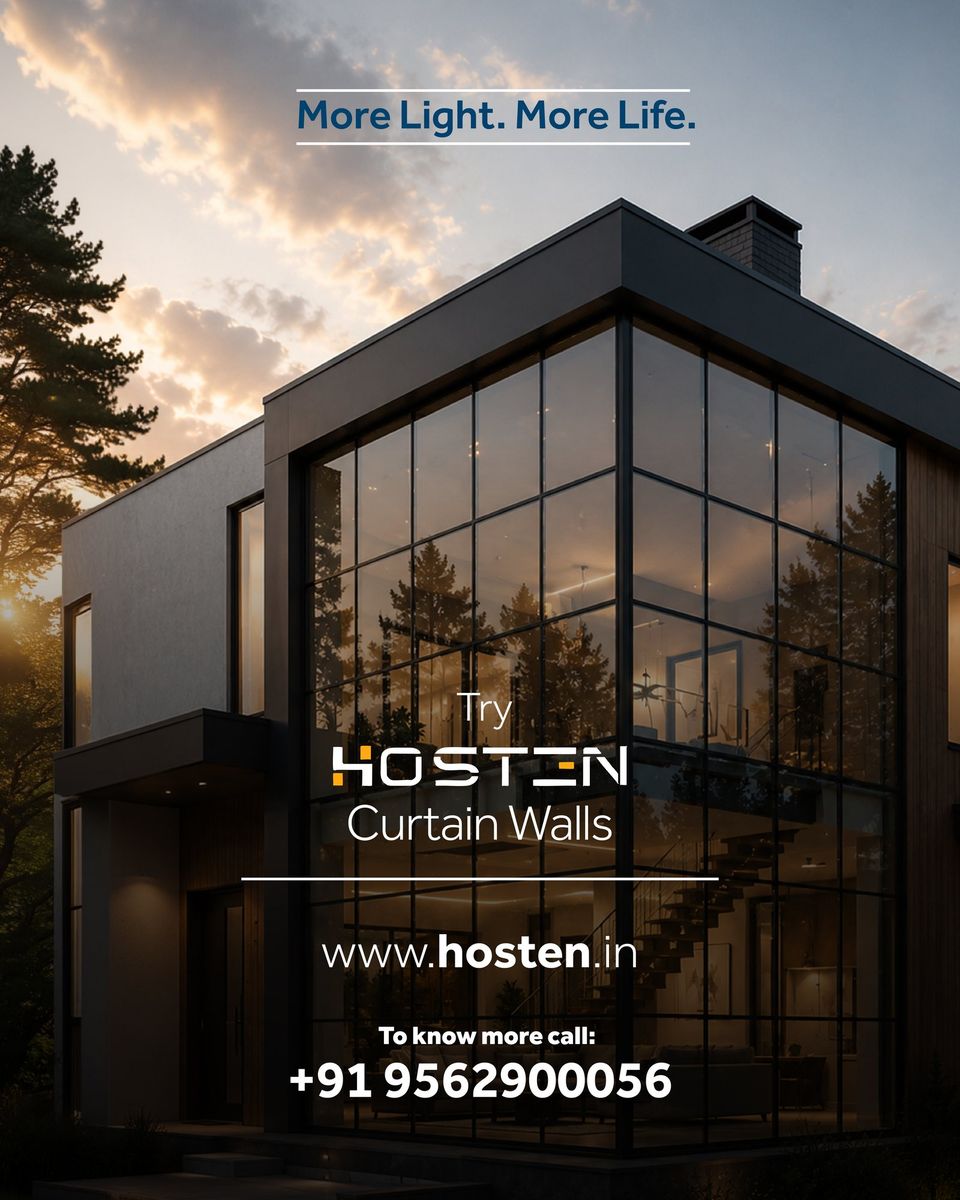 More Light. More Life.
Try
HOSTEN
Curtain Walls
www.hosten.in
To know more call:
+91 9562900056